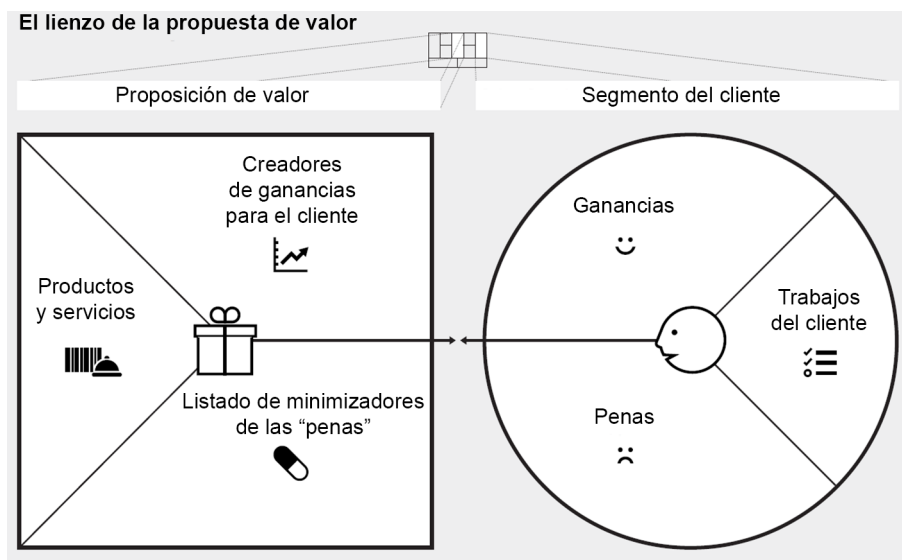 El lienzo de la propuesta de valor
Proposición de valor
Segmento del cliente
Creadores
de ganancias
para el cliente
Productos
y servicios
Listado de minimizadores
de las “penas”
Ganancias
Trabajos
del cliente
Penas